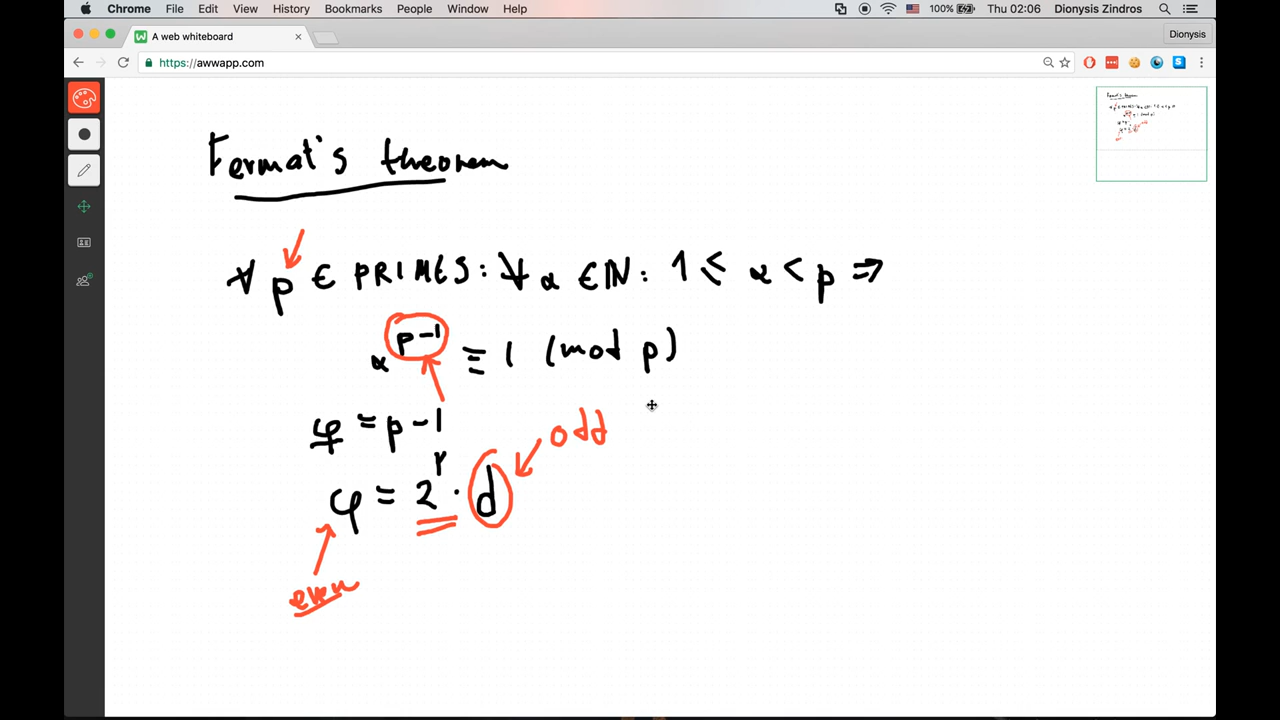 Chrome File Edit View History Bookmarks People Window Help 100% Thu 02:06 Dionysis Zindros
A web whiteboard Dionysis
https://awwapp.com
Fermat's theorem
∀ p ∈ PRIMES: ∀ α ∈ ℕ: 1 ≤ α < p ⇒
α^(p-1) ≡ 1 (mod p)
φ = p-1
odd
φ = 2^r · d
even